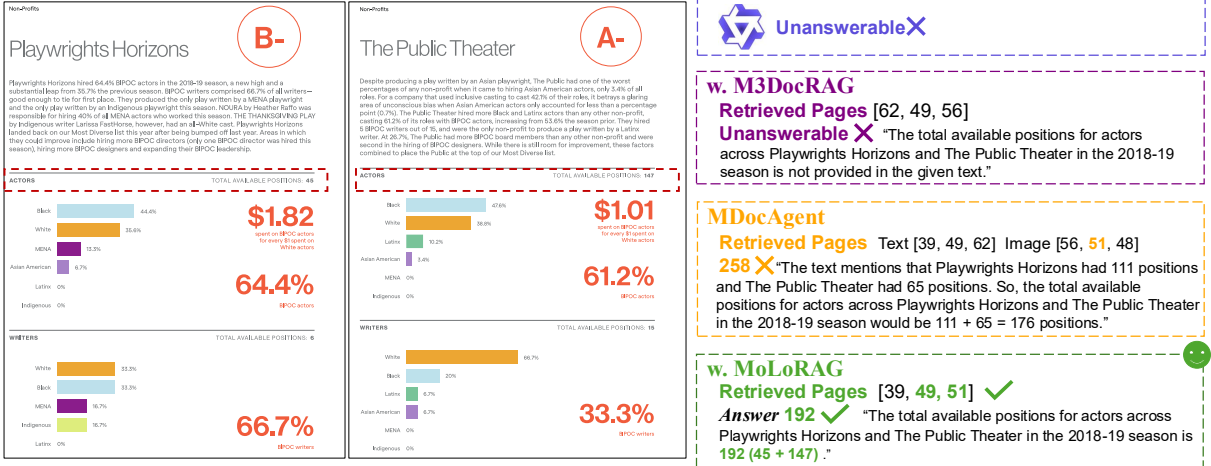 Non-Profits
Playwrights Horizons
B-
Playwrights Horizons hired 64.4% BIPOC actors in the 2018-19 season, a new high and a
substantial leap from 35.7% the previous season. BIPOC writers comprised 66.7% of all writers—
good enough to tie for first place. They produced the only play written by a MENA playwright
and the only play written by an Indigenous playwright this season. NOURA by Heather Raffo was
responsible for hiring 40% of all MENA actors who worked this season. THE THANKSGIVING PLAY
by Indigenous writer Larissa FastHorse, however, had an all-White cast. Playwrights Horizons
landed back on our Most Diverse list this year after being bumped off last year. Areas in which
they could improve include hiring more BIPOC directors (only one BIPOC director was hired this
season), hiring more BIPOC designers and expanding their BIPOC leadership.
ACTORS
TOTAL AVAILABLE POSITIONS: 45
Black 44.4%
White 35.6%
MENA 13.3%
Asian American 6.7%
Latinx 0%
Indigenous 0%
$1.82
spent on BIPOC actors
for every $1 spent on
White actors
64.4%
BIPOC actors
WRITERS
TOTAL AVAILABLE POSITIONS: 6
White 33.3%
Black 33.3%
MENA 16.7%
Indigenous 16.7%
Latinx 0%
66.7%
BIPOC writers
Non-Profits
The Public Theater
A-
Despite producing a play written by an Asian playwright, The Public had one of the worst
percentages of any non-profit when it came to hiring Asian American actors, only 3.4% of all
roles. For a company that used inclusive casting to cast 42.1% of their roles, it betrays a glaring
area of unconscious bias when Asian American actors only accounted for less than a percentage
point (0.7%). The Public Theater hired more Black and Latinx actors than any other non-profit,
casting 61.2% of its roles with BIPOC actors, increasing from 53.6% the season prior. They hired
5 BIPOC writers out of 15, and were the only non-profit to produce a play written by a Latinx
writer. At 26.7%, The Public had more BIPOC board members than any other non-profit and were
second in the hiring of BIPOC designers. While there is still room for improvement, these factors
combined to place the Public at the top of our Most Diverse list.
ACTORS
TOTAL AVAILABLE POSITIONS: 147
Black 47.6%
White 38.8%
Latinx 10.2%
Asian American 3.4%
MENA 0%
Indigenous 0%
$1.01
spent on BIPOC actors
for every $1 spent on
White actors
61.2%
BIPOC actors
WRITERS
TOTAL AVAILABLE POSITIONS: 15
White 66.7%
Black 20%
Latinx 6.7%
Asian American 6.7%
MENA 0%
Indigenous 0%
33.3%
BIPOC writers
Unanswerable
w. M3DocRAG
Retrieved Pages [62, 49, 56]
Unanswerable “The total available positions for actors
across Playwrights Horizons and The Public Theater in the 2018-19
season is not provided in the given text.”
MDocAgent
Retrieved Pages Text [39, 49, 62] Image [56, 51, 48]
258 “The text mentions that Playwrights Horizons had 111 positions
and The Public Theater had 65 positions. So, the total available
positions for actors across Playwrights Horizons and The Public Theater
in the 2018-19 season would be 111 + 65 = 176 positions.”
w. MoLoRAG
Retrieved Pages [39, 49, 51]
Answer 192 “The total available positions for actors across
Playwrights Horizons and The Public Theater in the 2018-19 season is
192 (45 + 147) .”